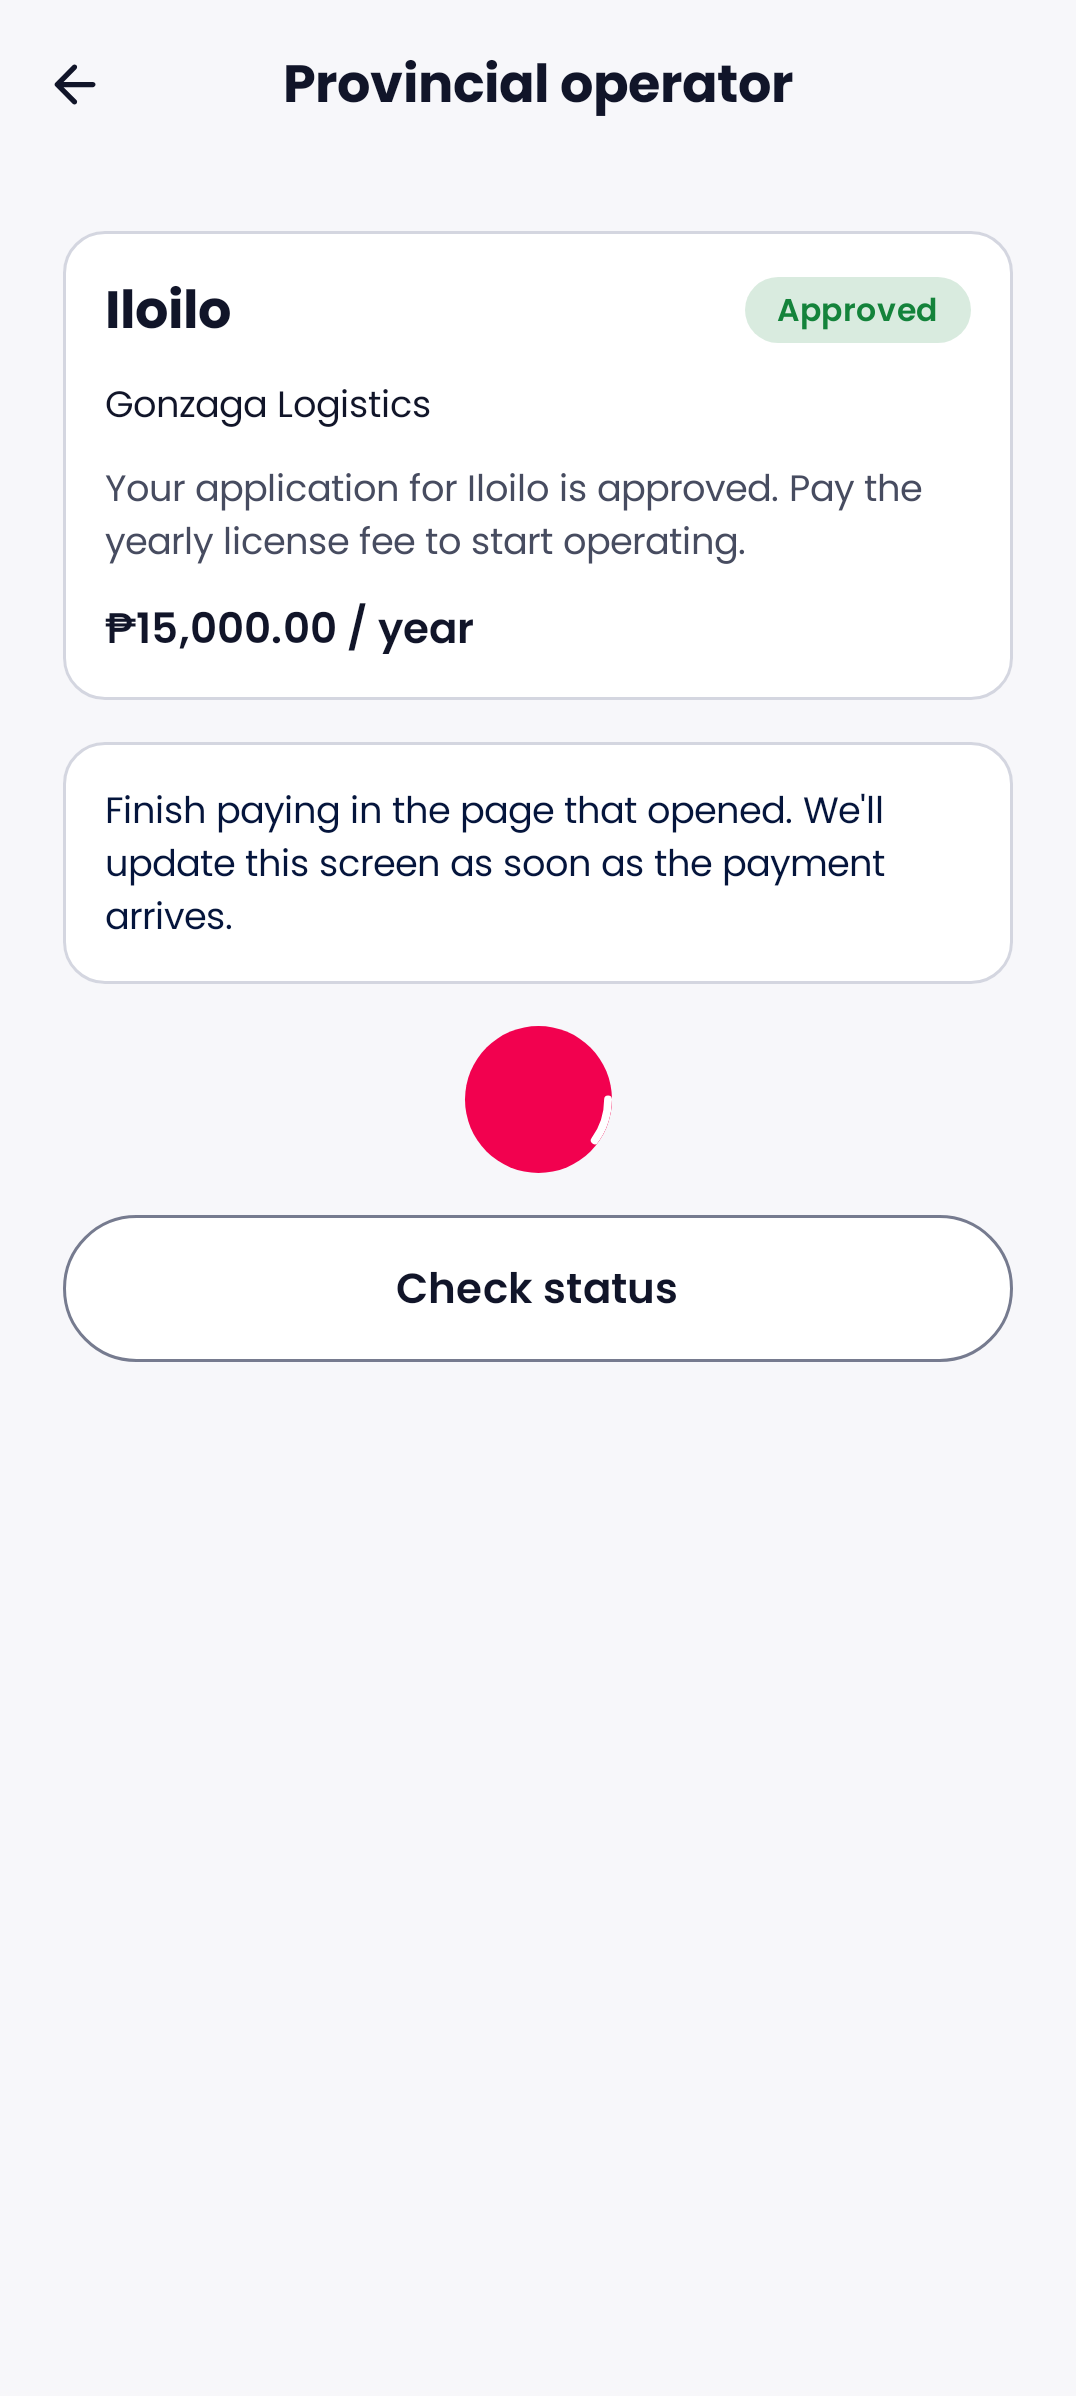 Provincial operator
Iloilo
Approved
Gonzaga Logistics
Your application for Iloilo is approved. Pay the
yearly license fee to start operating.
₱15,000.00 / year
Finish paying in the page that opened. We'll
update this screen as soon as the payment
arrives.
Check status